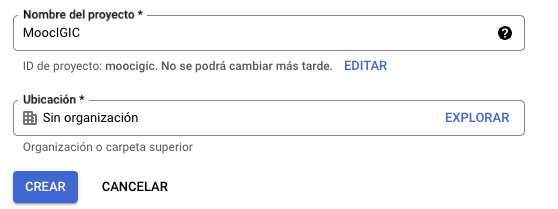 Nombre del proyecto *
MoocIGIC
ID de proyecto: moocigic. No se podrá cambiar más tarde. EDITAR
Ubicación *
Sin organización EXPLORAR
Organización o carpeta superior
CREAR CANCELAR